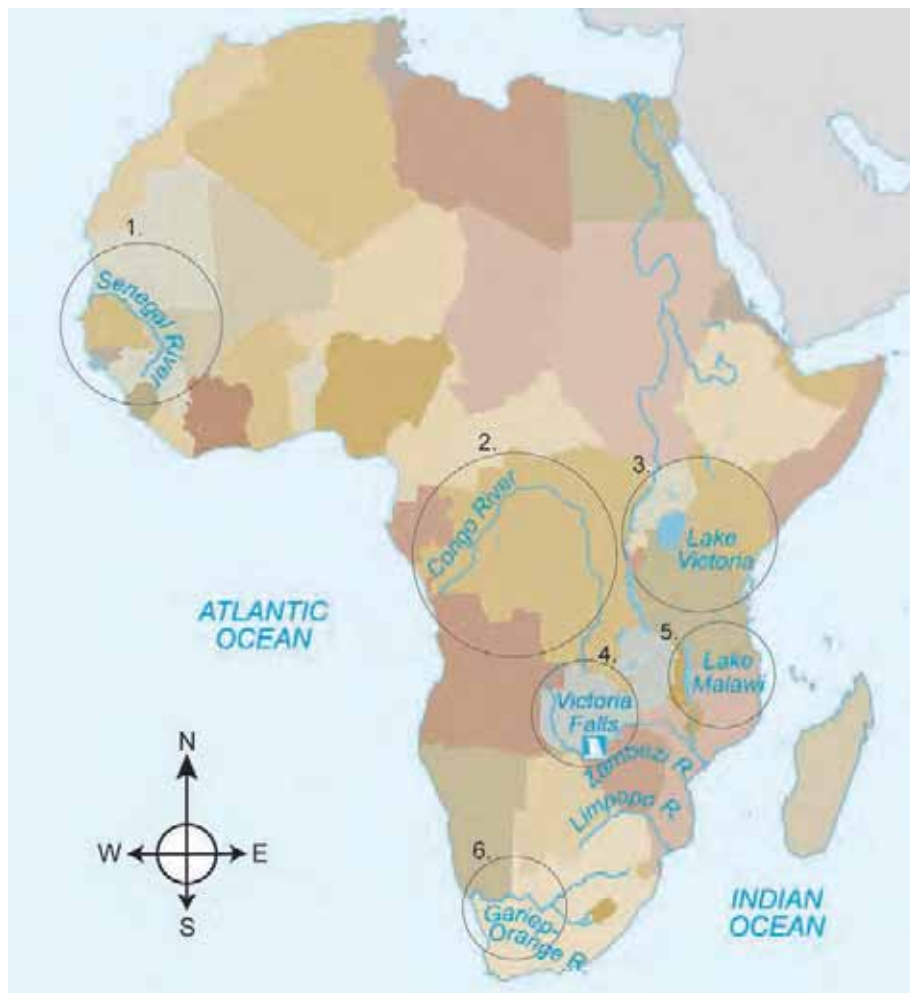 1.
Senegal
River
2.
Congo River
3.
Lake
Victoria
ATLANTIC
OCEAN
4.
Victoria
Falls
5.
Lake
Malawi
Zambezi R.
Limpopo R.
N
W
E
S
6.
Gariep-
Orange R.
INDIAN
OCEAN